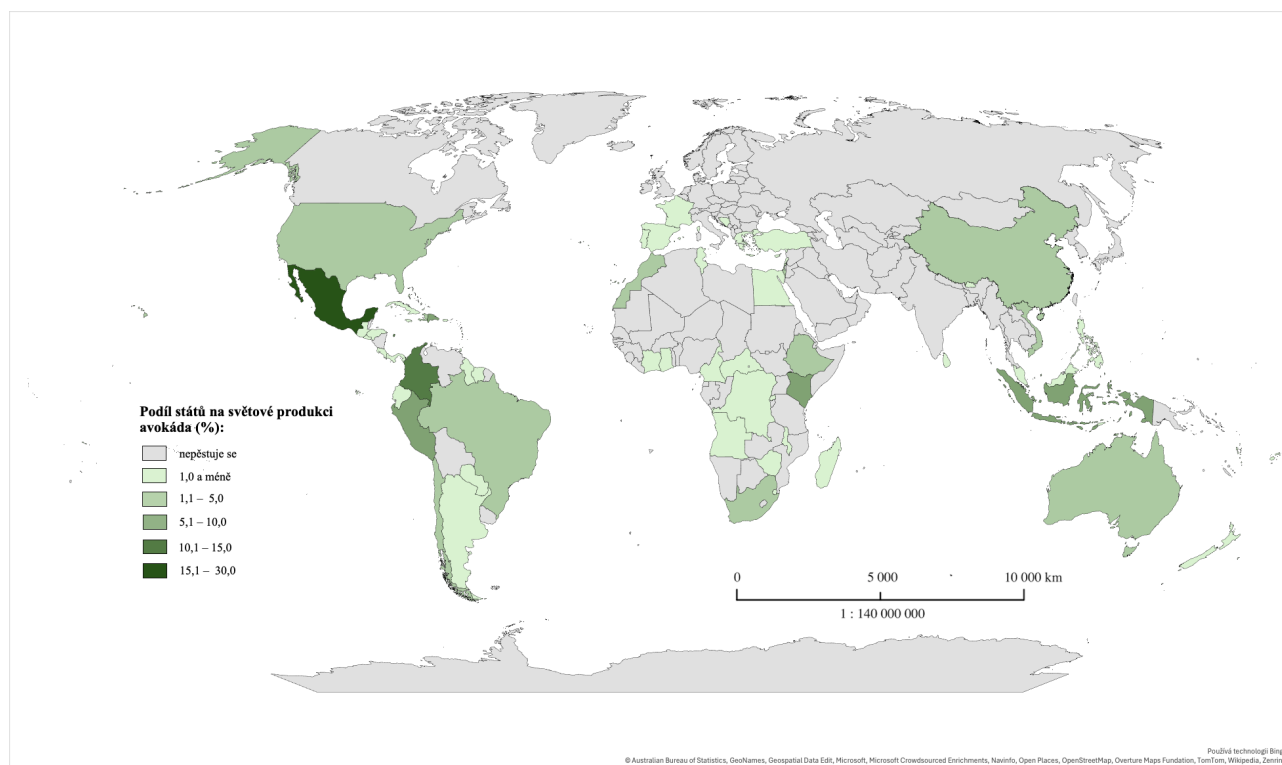 Podíl států na světové produkci
avokáda (%):
nepěstuje se
1,0 a méně
1,1 – 5,0
5,1 – 10,0
10,1 – 15,0
15,1 – 30,0
0 5 000 10 000 km
1 : 140 000 000
Používá technologii Bing
© Australian Bureau of Statistics, GeoNames, Geospatial Data Edit, Microsoft, Microsoft Crowdsourced Enrichments, Navinfo, Open Places, OpenStreetMap, Overture Maps Fundation, TomTom, Wikipedia, Zenrin